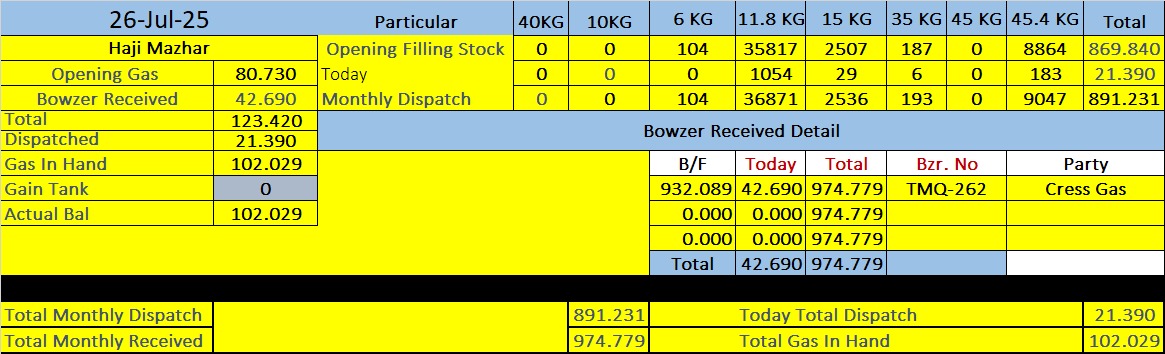 26-Jul-25 Particular 40KG 10KG 6 KG 11.8 KG 15 KG 35 KG 45 KG 45.4 KG Total
Haji Mazhar Opening Filling Stock 0 0 104 35817 2507 187 0 8864 869.840
Opening Gas 80.730 Today 0 0 0 1054 29 6 0 183 21.390
Bowzer Received 42.690 Monthly Dispatch 0 0 104 36871 2536 193 0 9047 891.231
Total 123.420
Dispatched 21.390
Bowzer Received Detail
Gas In Hand 102.029 B/F Today Total Bzr. No Party
Gain Tank 0 932.089 42.690 974.779 TMQ-262 Cress Gas
Actual Bal 102.029 0.000 0.000 974.779
0.000 0.000 974.779
Total 42.690 974.779
Total Monthly Dispatch 891.231 Today Total Dispatch 21.390
Total Monthly Received 974.779 Total Gas In Hand 102.029